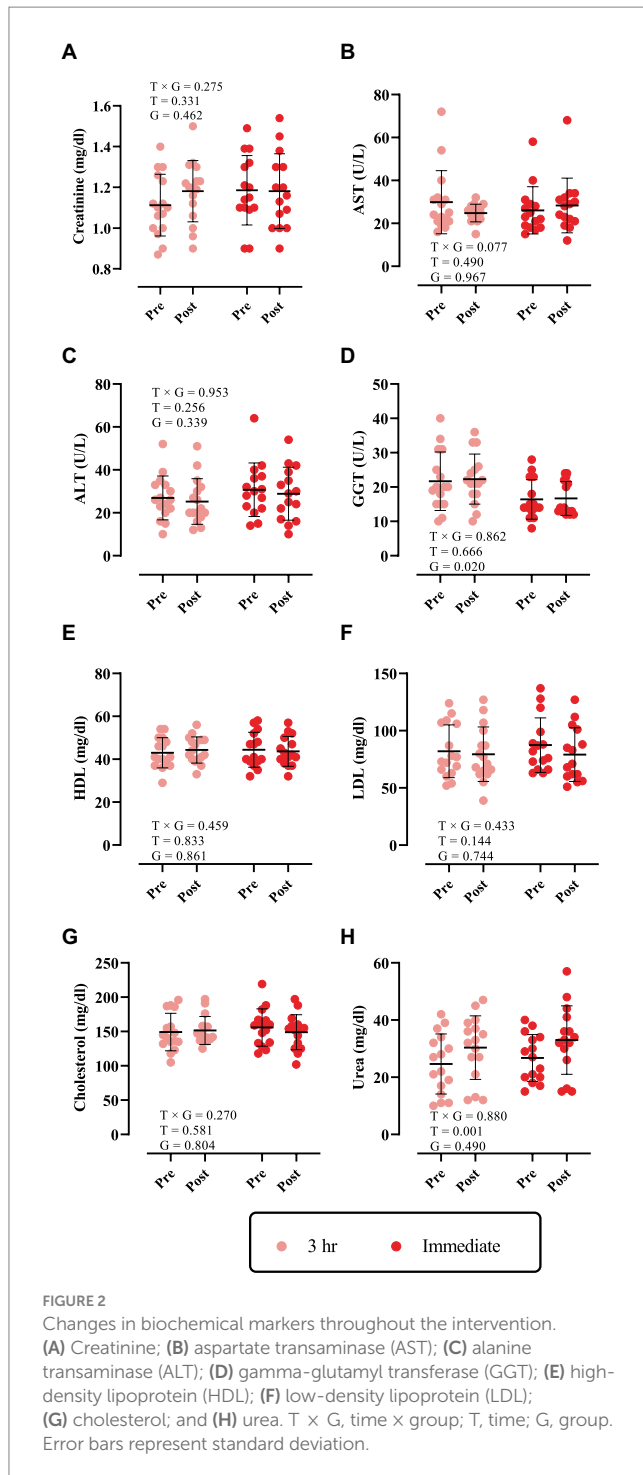 A
T × G = 0.275
T = 0.331
G = 0.462
Creatinine (mg/dl)
1.6
1.4
1.2
1.0
0.8
Pre
Post
Pre
Post
B
AST (U/L)
80
60
40
20
0
T × G = 0.077
T = 0.490
G = 0.967
Pre
Post
Pre
Post
C
T × G = 0.953
T = 0.256
G = 0.339
ALT (U/L)
80
60
40
20
0
Pre
Post
Pre
Post
D
GGT (U/L)
50
40
30
20
10
0
T × G = 0.862
T = 0.666
G = 0.020
Pre
Post
Pre
Post
E
HDL (mg/dl)
80
60
40
20
0
T × G = 0.459
T = 0.833
G = 0.861
Pre
Post
Pre
Post
F
LDL (mg/dl)
150
100
50
0
T × G = 0.433
T = 0.144
G = 0.744
Pre
Post
Pre
Post
G
Cholesterol (mg/dl)
250
200
150
100
50
0
T × G = 0.270
T = 0.581
G = 0.804
Pre
Post
Pre
Post
H
Urea (mg/dl)
60
40
20
0
T × G = 0.880
T = 0.001
G = 0.490
Pre
Post
Pre
Post
3 hr
Immediate
FIGURE 2
Changes in biochemical markers throughout the intervention.
(A) Creatinine; (B) aspartate transaminase (AST); (C) alanine
transaminase (ALT); (D) gamma-glutamyl transferase (GGT); (E) high-
density lipoprotein (HDL); (F) low-density lipoprotein (LDL);
(G) cholesterol; and (H) urea. T × G, time × group; T, time; G, group.
Error bars represent standard deviation.